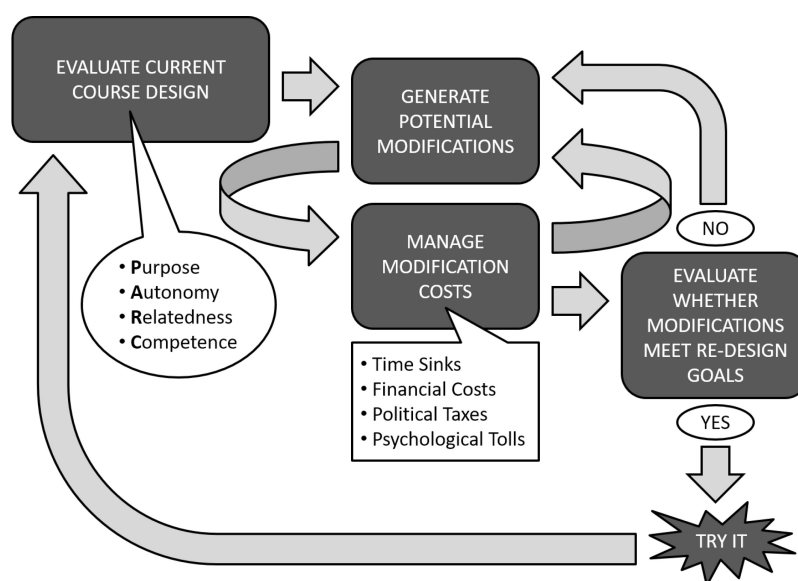 EVALUATE CURRENT
COURSE DESIGN
GENERATE
POTENTIAL
MODIFICATIONS
• Purpose
• Autonomy
• Relatedness
• Competence
MANAGE
MODIFICATION
COSTS
• Time Sinks
• Financial Costs
• Political Taxes
• Psychological Tolls
NO
EVALUATE
WHETHER
MODIFICATIONS
MEET RE-DESIGN
GOALS
YES
TRY IT